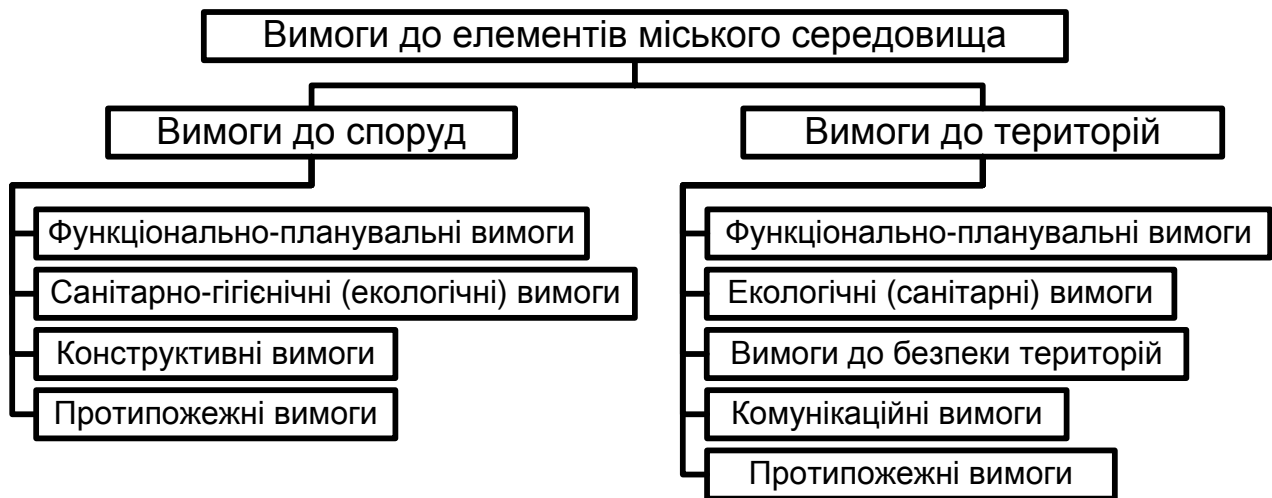 Вимоги до елементів міського середовища
Вимоги до споруд
Функціонально-планувальні вимоги
Санітарно-гігієнічні (екологічні) вимоги
Конструктивні вимоги
Протипожежні вимоги
Вимоги до територій
Функціонально-планувальні вимоги
Екологічні (санітарні) вимоги
Вимоги до безпеки територій
Комунікаційні вимоги
Протипожежні вимоги